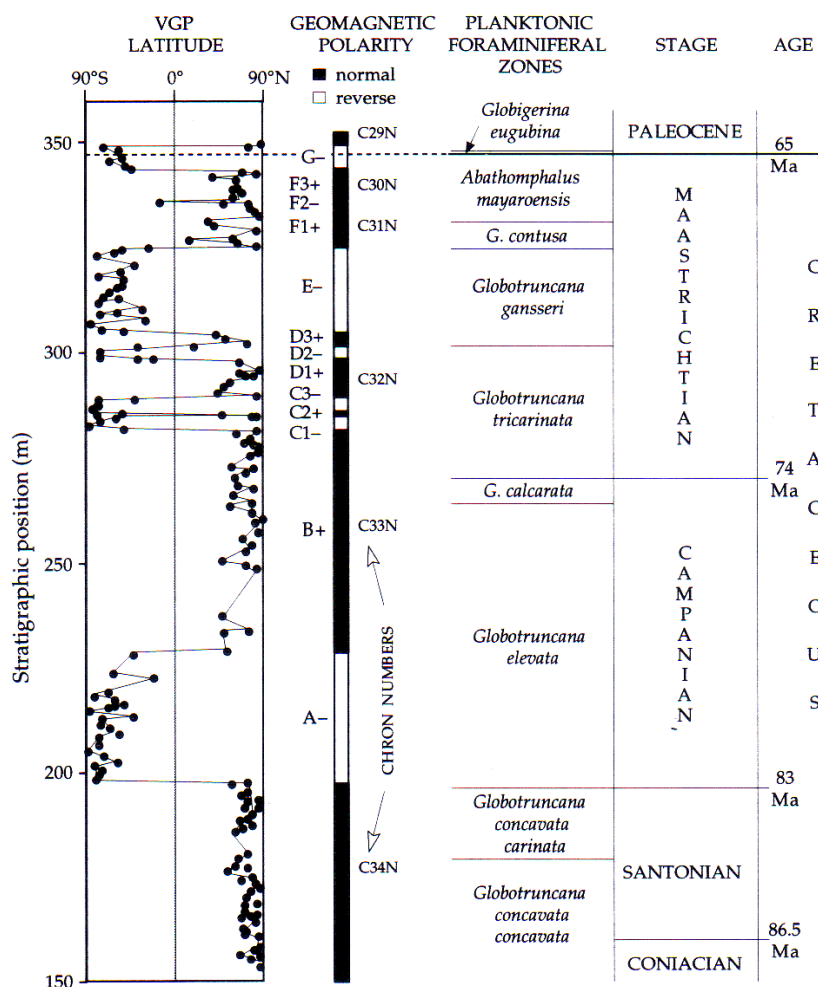 VGP
LATITUDE
90°S 0° 90°N
GEOMAGNETIC
POLARITY
normal
reverse
PLANKTONIC
FORAMINIFERAL
ZONES
STAGE
AGE
Stratigraphic position (m)
350
300
250
200
150
G–
F3+
F2–
F1+
E–
D3+
D2–
D1+
C3–
C2+
C1–
B+
A–
C29N
C30N
C31N
C32N
C33N
C34N
CHRON NUMBERS
Globigerina
eugubina
Abathomphalus
mayaroensis
G. contusa
Globotruncana
gansseri
Globotruncana
tricarinata
G. calcarata
Globotruncana
elevata
Globotruncana
concavata
carinata
Globotruncana
concavata
concavata
PALEOCENE
MAASTRICHTIAN
CAMPANIAN
SANTONIAN
CONIACIAN
65
Ma
74
Ma
83
Ma
86.5
Ma
CRETACEOUS